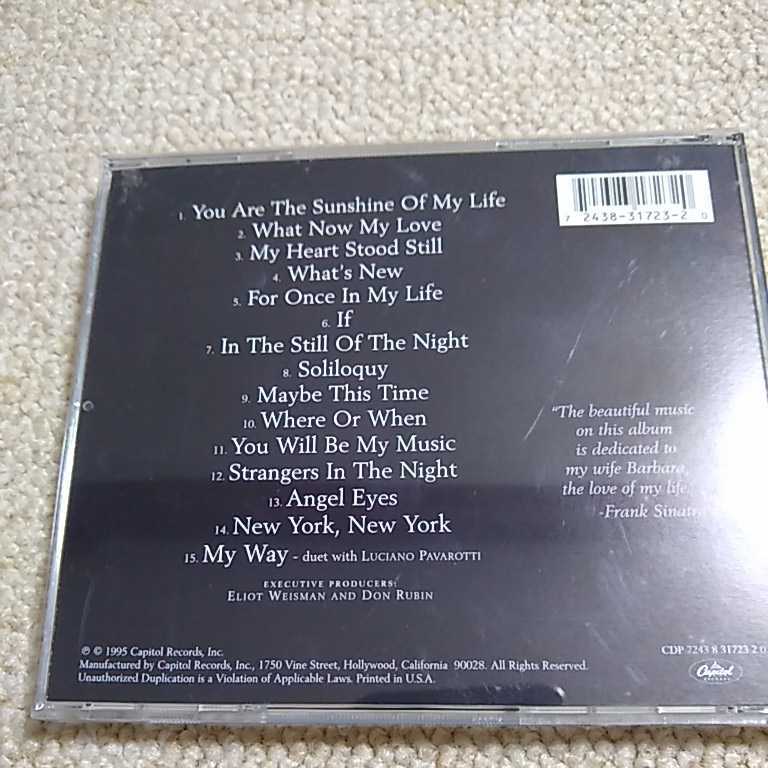 1. You Are The Sunshine Of My Life
2. What Now My Love
3. My Heart Stood Still
4. What's New
5. For Once In My Life
6. If
7. In The Still Of The Night
8. Soliloquy
9. Maybe This Time
10. Where Or When
11. You Will Be My Music
12. Strangers In The Night
13. Angel Eyes
14. New York, New York
15. My Way - duet with LUCIANO PAVAROTTI
EXECUTIVE PRODUCERS:
ELIOT WEISMAN AND DON RUBIN
7 2438-31723-2 0
"The beautiful music
on this album
is dedicated to
my wife Barbara,
the love of my life.
-Frank Sinatra
℗ © 1995 Capitol Records, Inc.
Manufactured by Capitol Records, Inc., 1750 Vine Street, Hollywood, California 90028. All Rights Reserved.
Unauthorized Duplication is a Violation of Applicable Laws. Printed in U.S.A.
CDP 7243 8 31723 2 0
Capitol